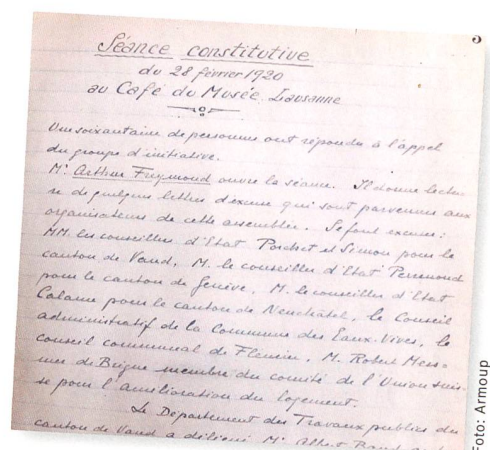 5
Séance constitutive
du 28 février 1920
au Café du Musée Lausanne
Une soixantaine de personnes ont répondu à l'appel
du groupe d'initiative.
Mr Arthur Freymond ouvre la séance. Il donne lectu-
re de quelques lettres d'excuse qui sont parvenues aux
organisateurs de cette assemblée. Se font excuser:
MM. les conseillers d'Etat Porchet et Simon pour le
canton de Vaud, M. le conseiller d'Etat Perrenoud
pour le canton de Genève, M. le conseiller d'Etat
Calame pour le canton de Neuchâtel, le Conseil
administratif de la Commune des Eaux-Vives, le
conseil communal de Fleurier, M. Robert
de Brigue membre du comité de l'Union suis-
se pour l'amélioration du logement.
Le Département des Travaux publics du
canton de Vaud a délégué Mr Albert
Foto: Armoup